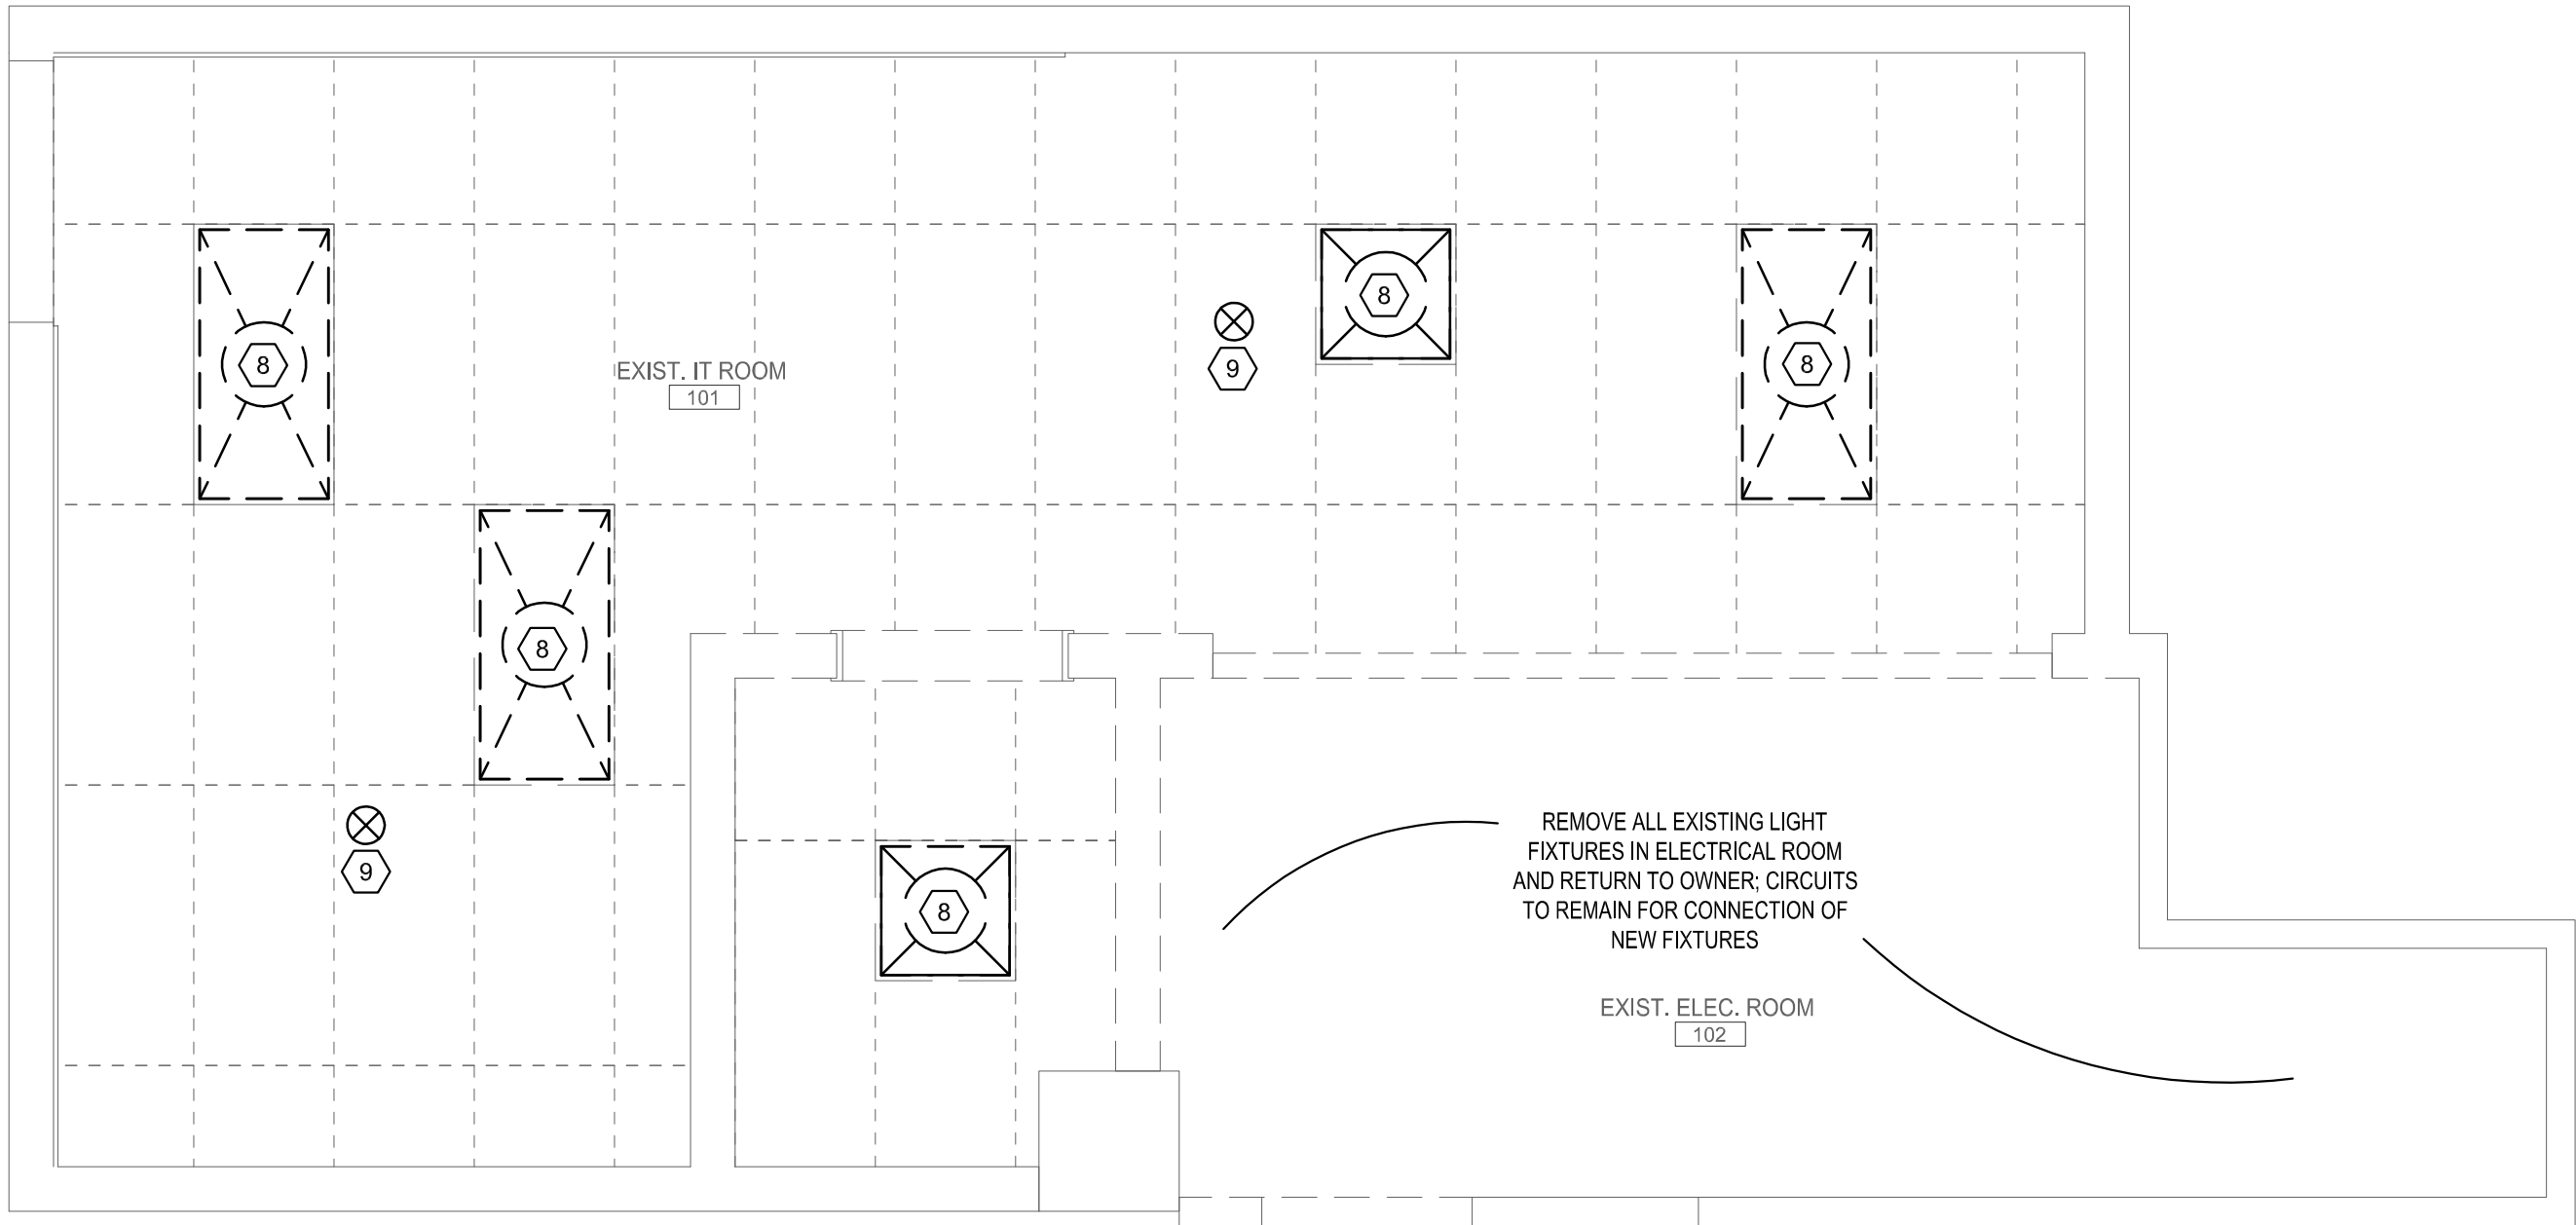 8
8
8
9
EXIST. IT ROOM
101
8
9
8
REMOVE ALL EXISTING LIGHT
FIXTURES IN ELECTRICAL ROOM
AND RETURN TO OWNER; CIRCUITS
TO REMAIN FOR CONNECTION OF
NEW FIXTURES
EXIST. ELEC. ROOM
102